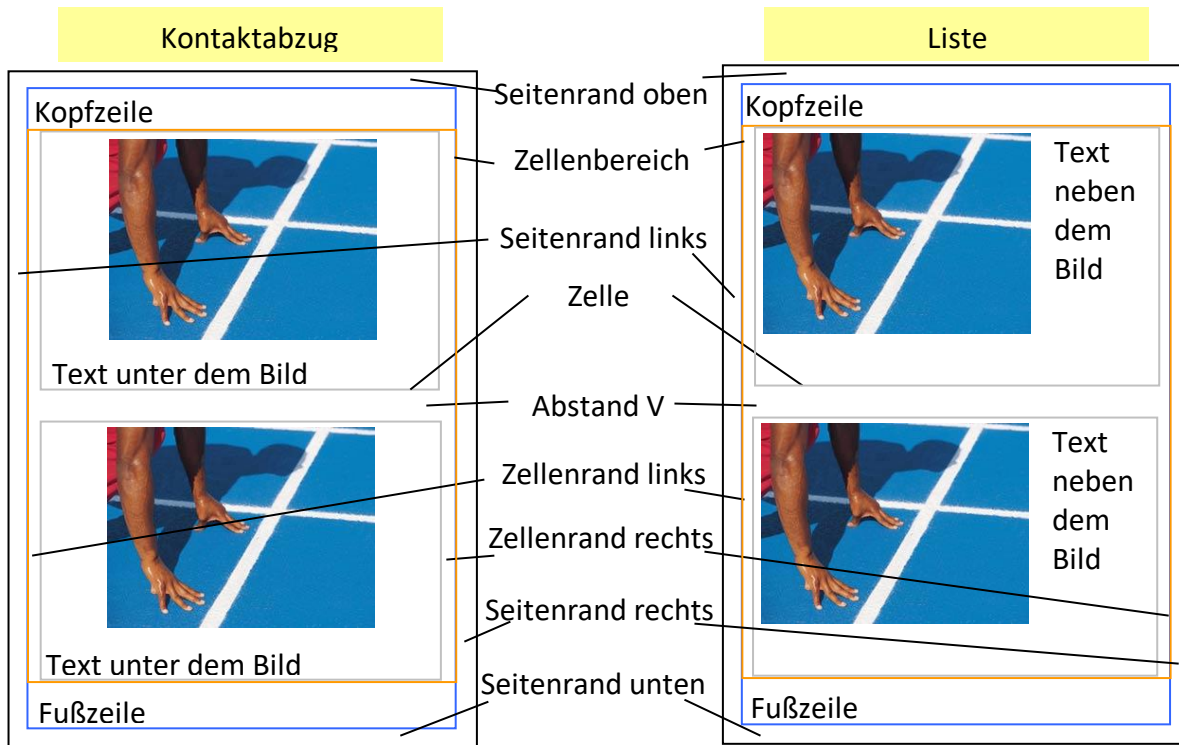 Kontaktabzug
Liste
Seitenrand oben
Kopfzeile
Kopfzeile
Zellenbereich
Text
neben
dem
Bild
Seitenrand links
Zelle
Text unter dem Bild
Abstand V
Text
neben
dem
Bild
Zellenrand links
Zellenrand rechts
Seitenrand rechts
Text unter dem Bild
Seitenrand unten
Fußzeile
Fußzeile